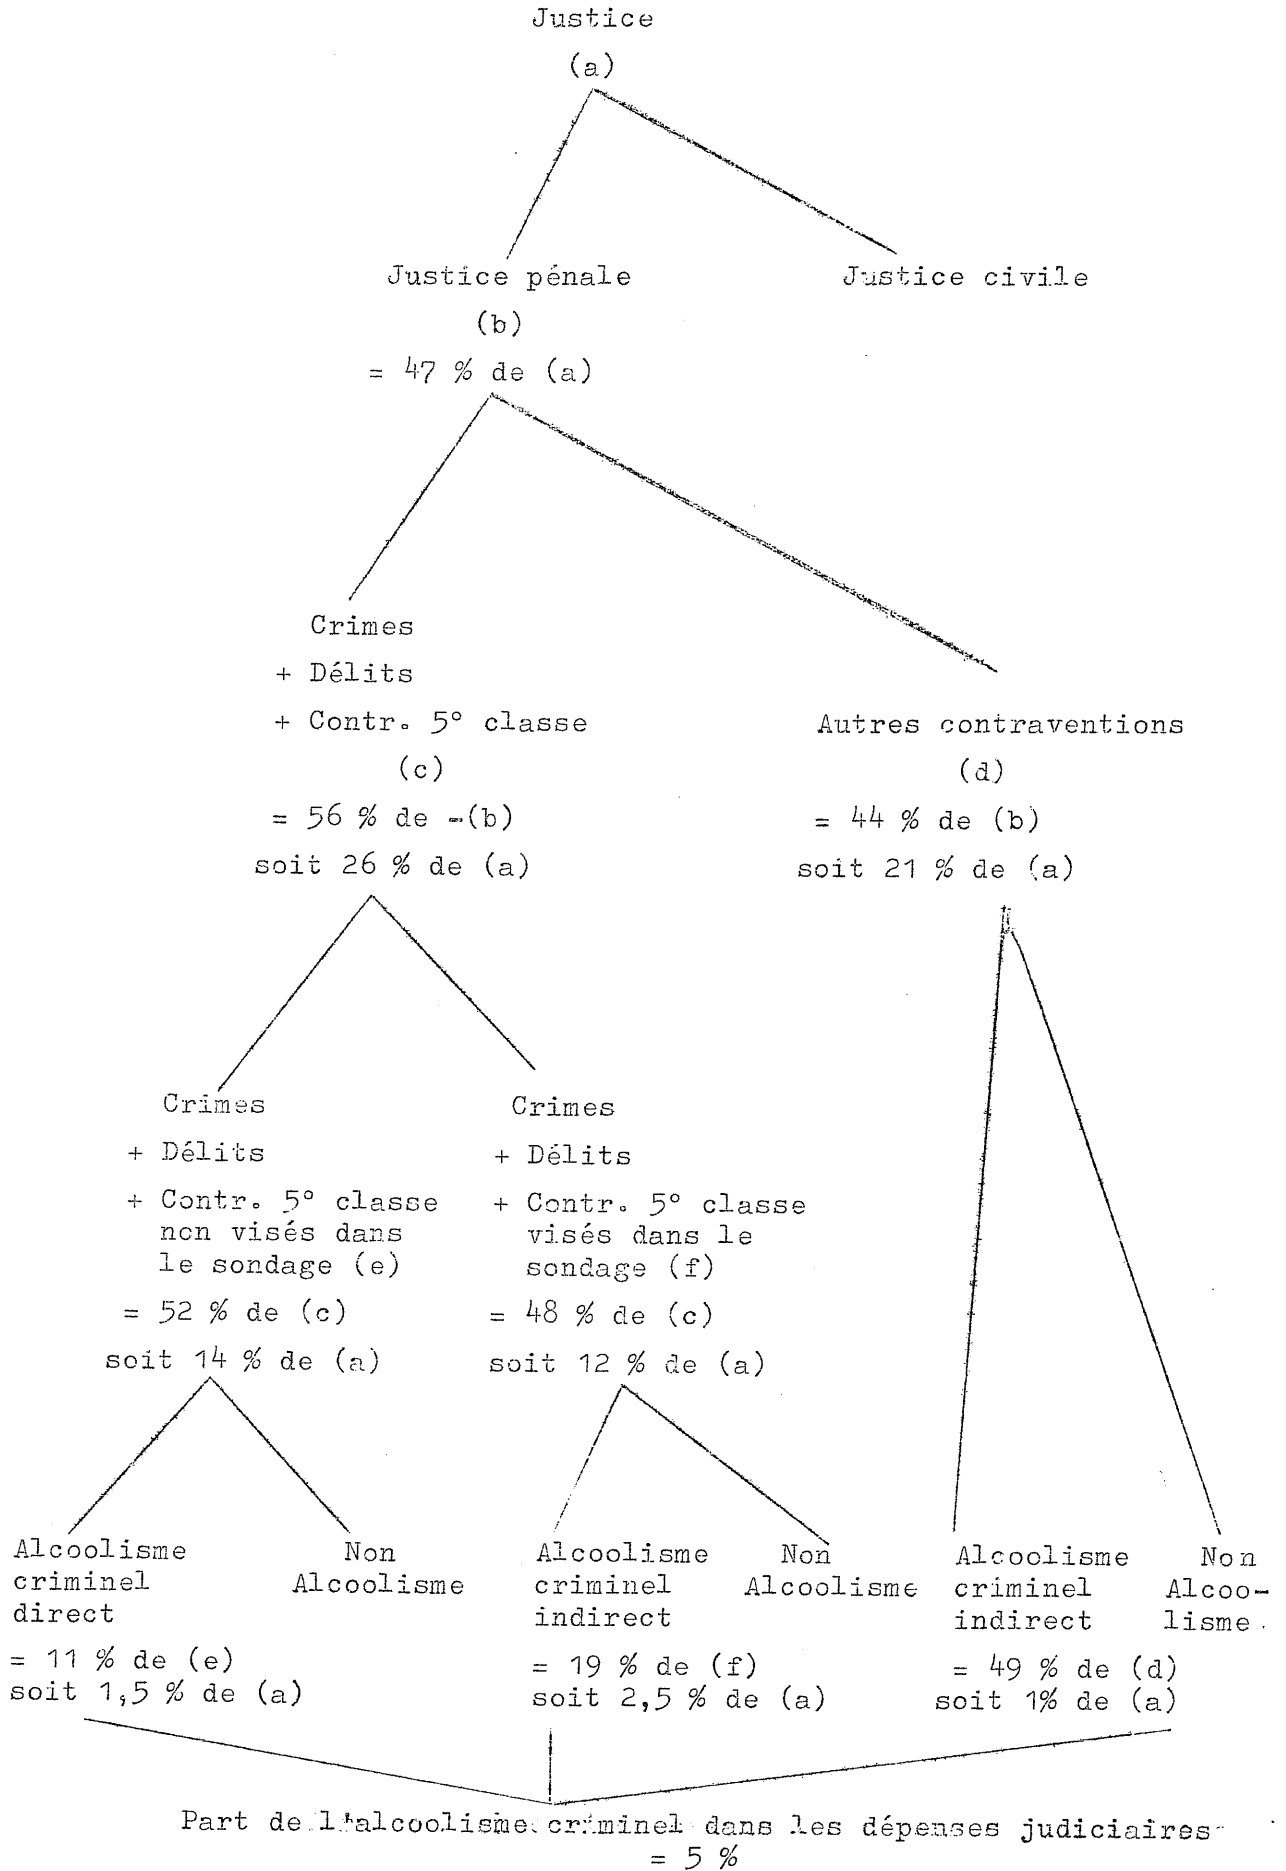 Justice
(a)
Justice pénale
Justice civile
(b)
= 47 % de (a)
Crimes
+ Délits
+ Contr. 5° classe
(c)
= 56 % de -(b)
soit 26 % de (a)
Autres contraventions
(d)
= 44 % de (b)
soit 21 % de (a)
Crimes
+ Délits
+ Contr. 5° classe
non visés dans
le sondage (e)
= 52 % de (c)
soit 14 % de (a)
Crimes
+ Délits
+ Contr. 5° classe
visés dans le
sondage (f)
= 48 % de (c)
soit 12 % de (a)
Alcoolisme
criminel
direct
= 11 % de (e)
soit 1,5 % de (a)
Non
Alcoolisme
Alcoolisme
criminel
indirect
= 19 % de (f)
soit 2,5 % de (a)
Non
Alcoolisme
Alcoolisme
criminel
indirect
= 49 % de (d)
soit 1% de (a)
Non
Alcoo-
lisme
Part de l'alcoolisme criminel dans les dépenses judiciaires
= 5 %